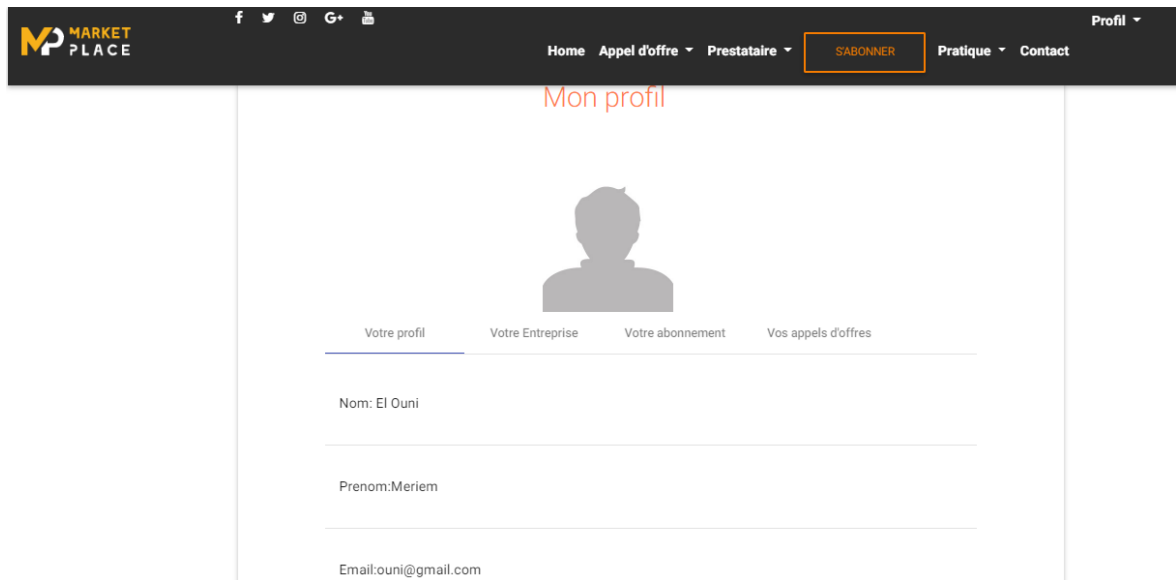 MARKET
PLACE
Profil
Home Appel d'offre Prestataire S'ABONNER Pratique Contact
Mon profil
Votre profil Votre Entreprise Votre abonnement Vos appels d'offres
Nom: El Ouni
Prenom:Meriem
Email:ouni@gmail.com